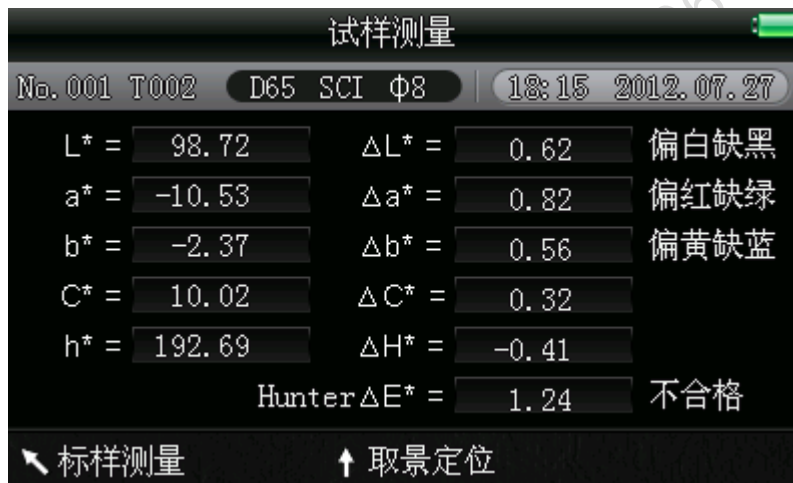 试样测量
No.001 T002 D65 SCI Φ8 18:15 2012.07.27
L* = 98.72 ΔL* = 0.62 偏白缺黑
a* = -10.53 Δa* = 0.82 偏红缺绿
b* = -2.37 Δb* = 0.56 偏黄缺蓝
C* = 10.02 ΔC* = 0.32
h* = 192.69 ΔH* = -0.41
HunterΔE* = 1.24 不合格
标样测量 取景定位